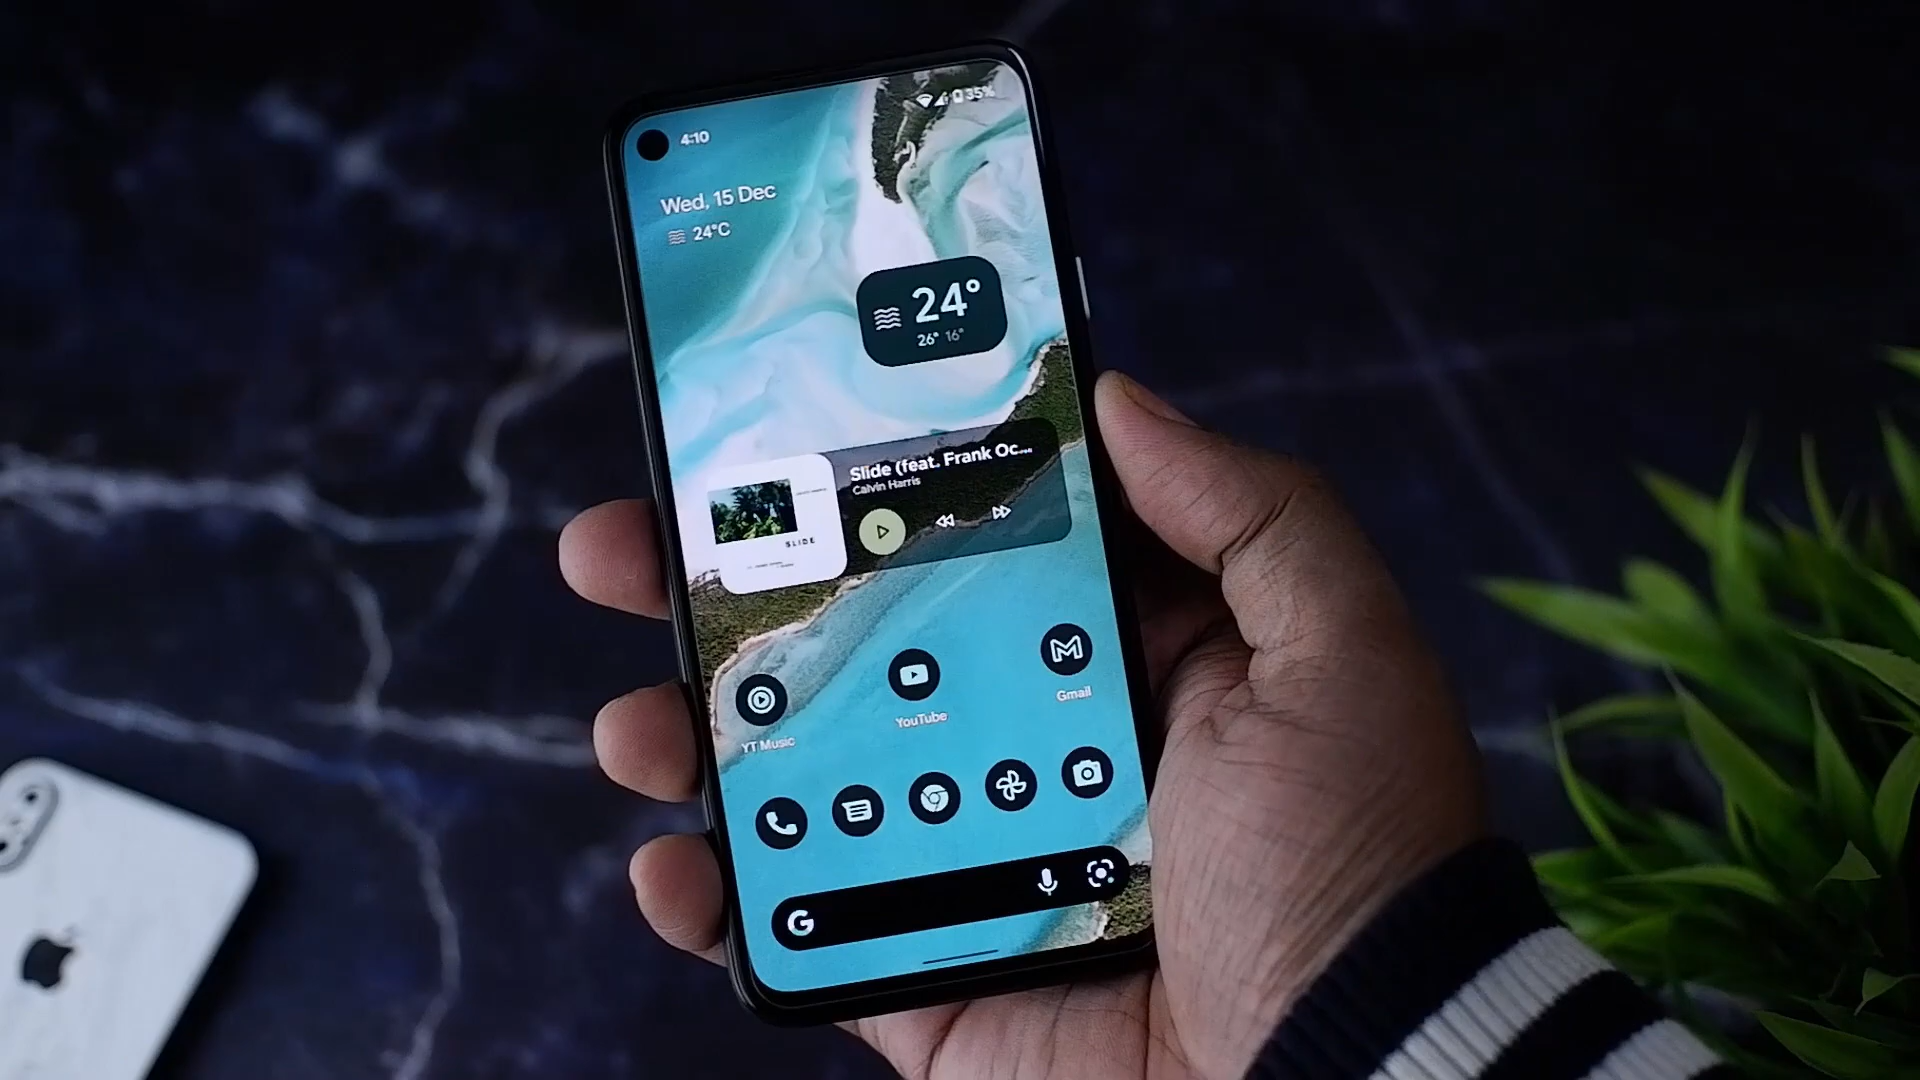 4:10
35%
Wed, 15 Dec
24°C
24°
26° 16°
Slide (feat. Frank Oc...
Calvin Harris
SLIDE
YT Music
YouTube
Gmail
G